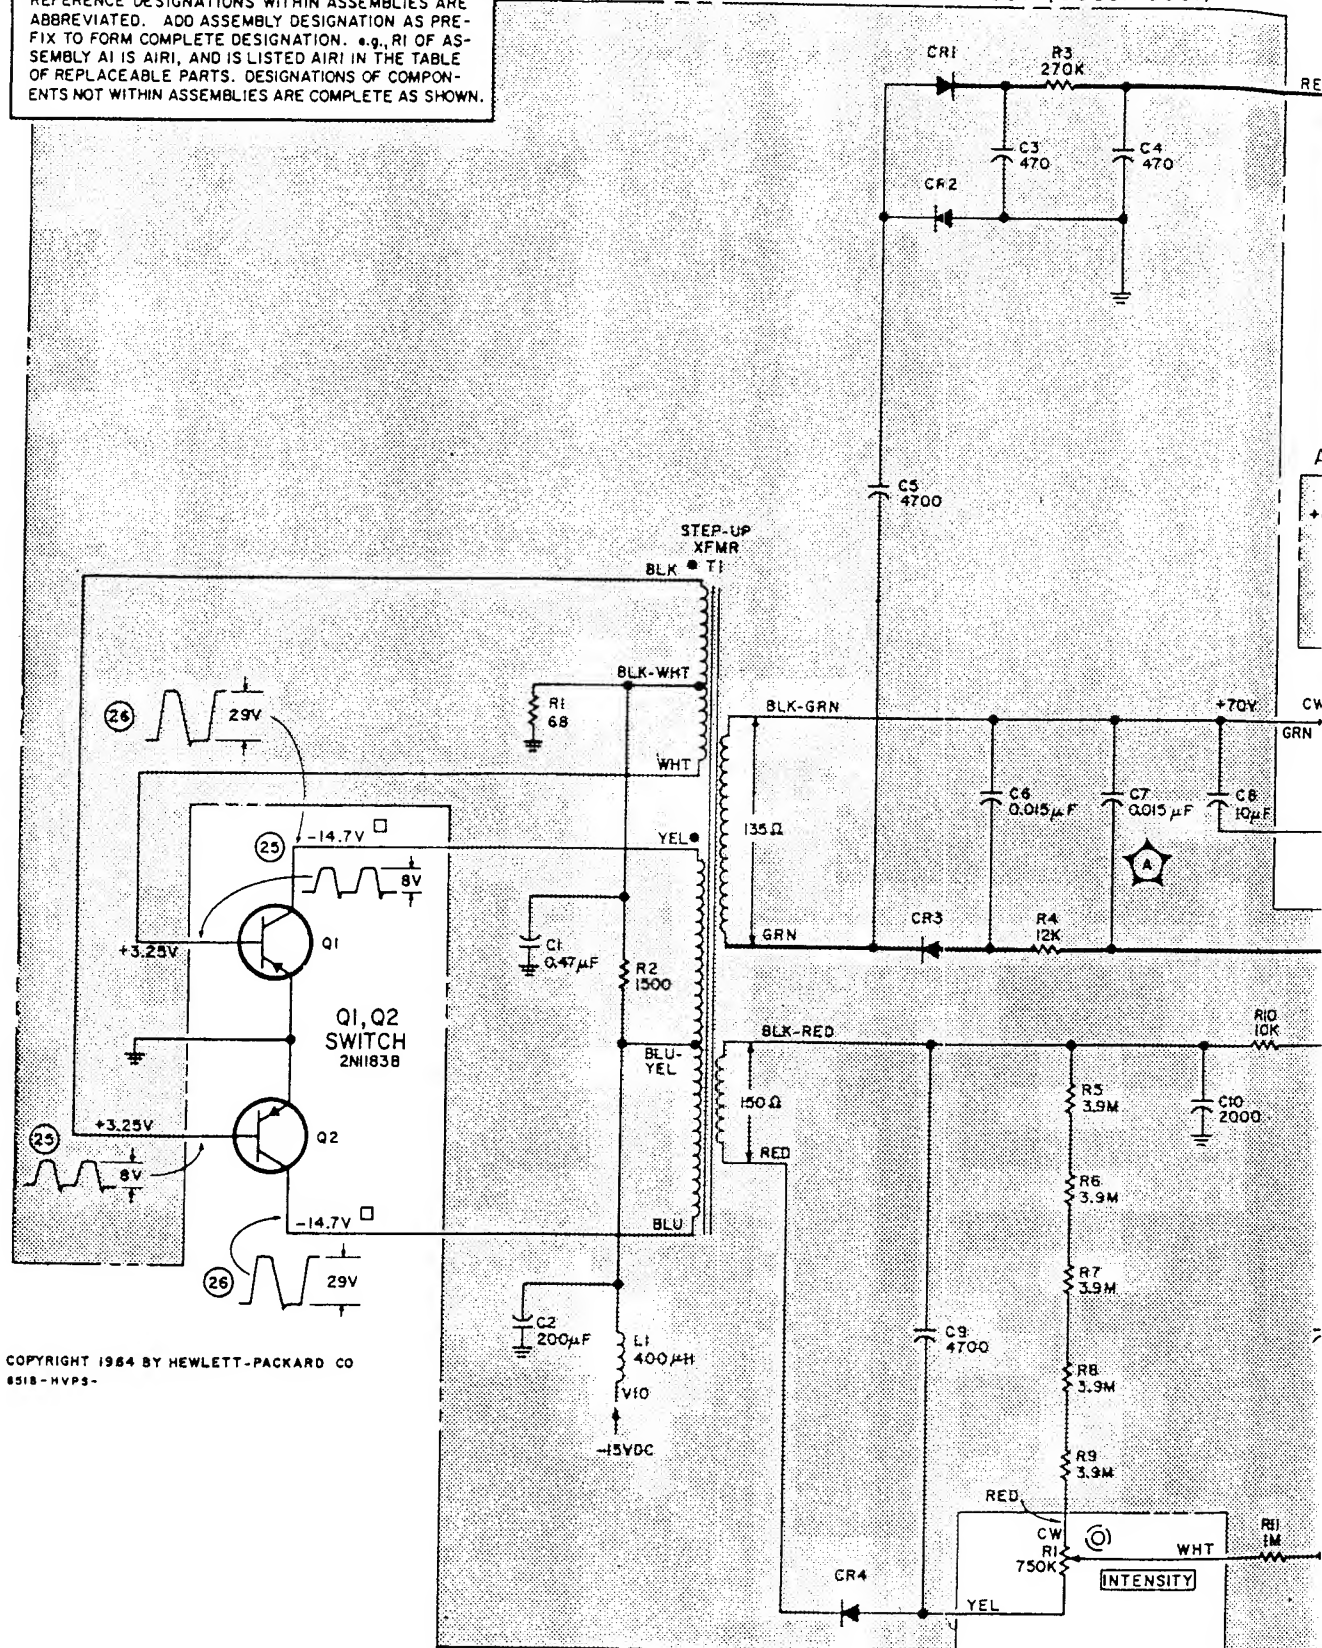 REFERENCE DESIGNATIONS WITHIN ASSEMBLIES ARE
ABBREVIATED. ADD ASSEMBLY DESIGNATION AS PRE-
FIX TO FORM COMPLETE DESIGNATION. e.g., R1 OF AS-
SEMBLY A1 IS A1R1, AND IS LISTED A1R1 IN THE TABLE
OF REPLACEABLE PARTS. DESIGNATIONS OF COMPON-
ENTS NOT WITHIN ASSEMBLIES ARE COMPLETE AS SHOWN.
CR1
R3
270K
RE
C3
470
C4
470
CR2
C5
4700
STEP-UP
XFMR
T1
BLK
BLK-WHT
R1
68
WHT
26
29V
BLK-GRN
+70V
CW
GRN
C6
0.015µF
C7
0.015µF
C8
10µF
135Ω
A
25
-14.7V
8V
YEL
Q1
+3.25V
C1
0.47µF
R2
1500
GRN
CR3
R4
12K
Q1, Q2
SWITCH
2N1183B
BLU-
YEL
BLK-RED
R10
10K
150Ω
R5
3.9M
C10
2000
25
+3.25V
Q2
8V
RED
R6
3.9M
-14.7V
BLU
26
29V
R7
3.9M
C2
200µF
L1
400µH
V10
-15VDC
C9
4700
R8
3.9M
R9
3.9M
COPYRIGHT 1964 BY HEWLETT-PACKARD CO
851B-HVPS-
RED
CW
R1
750K
WHT
R11
1M
INTENSITY
CR4
YEL